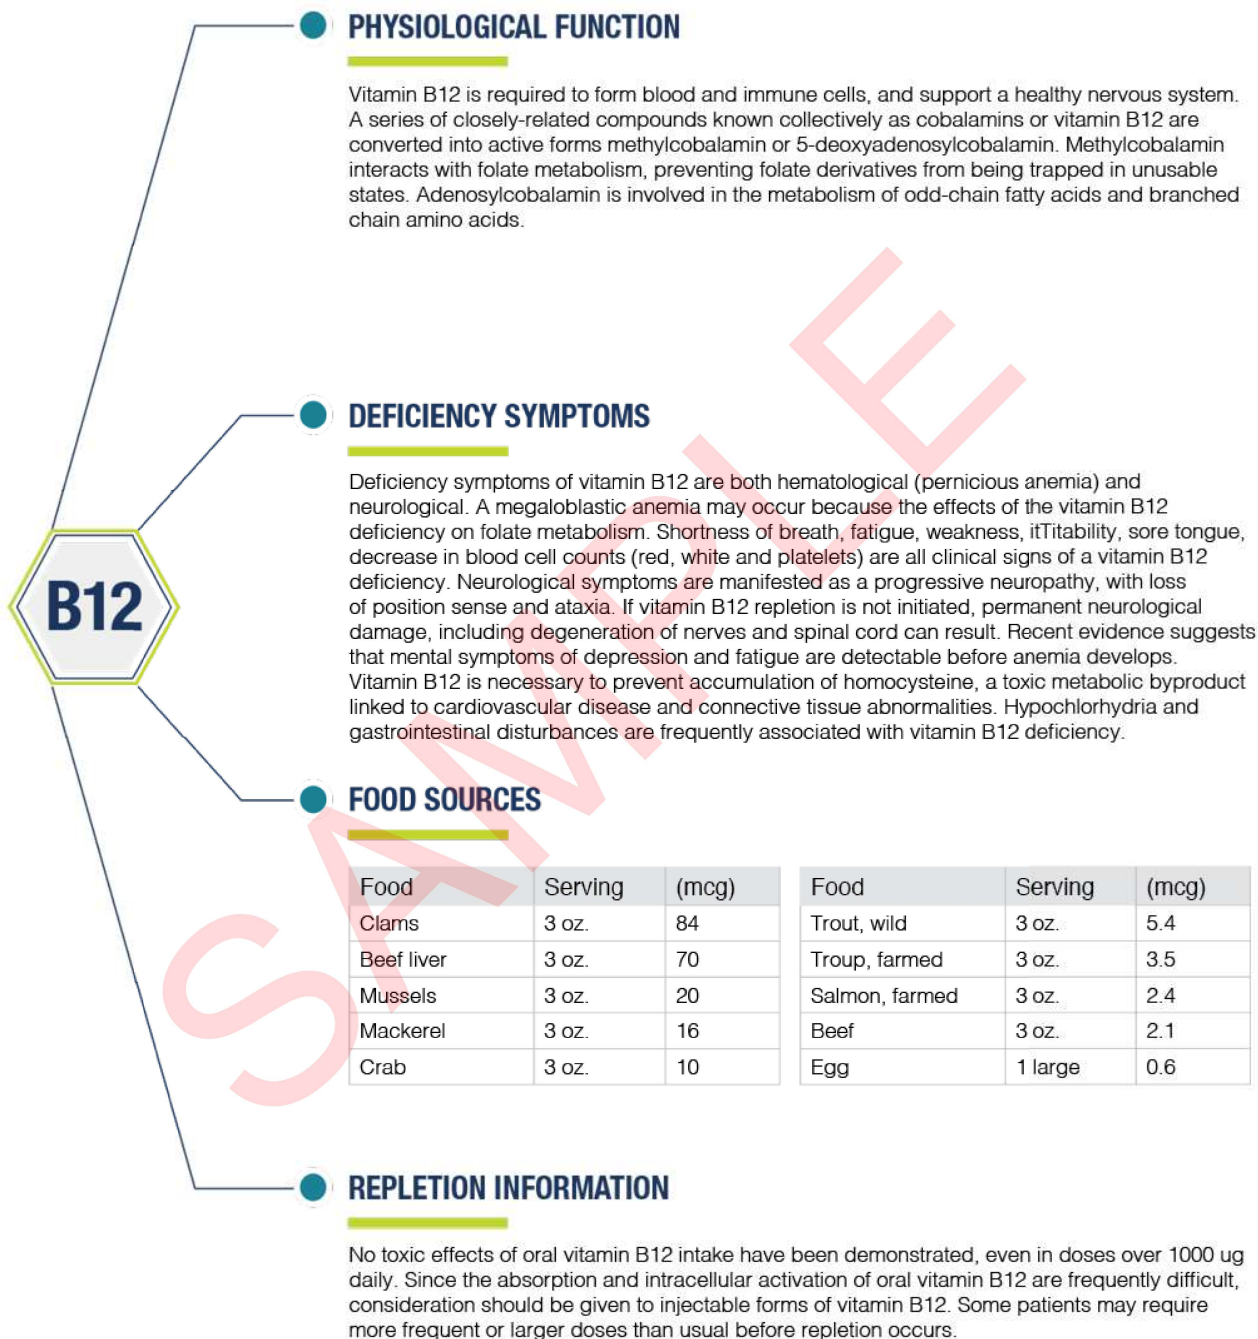 PHYSIOLOGICAL FUNCTION
Vitamin B12 is required to form blood and immune cells, and support a healthy nervous system.
A series of closely-related compounds known collectively as cobalamins or vitamin B12 are
converted into active forms methylcobalamin or 5-deoxyadenosylcobalamin. Methylcobalamin
interacts with folate metabolism, preventing folate derivatives from being trapped in unusable
states. Adenosylcobalamin is involved in the metabolism of odd-chain fatty acids and branched
chain amino acids.
DEFICIENCY SYMPTOMS
Deficiency symptoms of vitamin B12 are both hematological (pernicious anemia) and
neurological. A megaloblastic anemia may occur because the effects of the vitamin B12
deficiency on folate metabolism. Shortness of breath, fatigue, weakness, itTitability, sore tongue,
decrease in blood cell counts (red, white and platelets) are all clinical signs of a vitamin B12
deficiency. Neurological symptoms are manifested as a progressive neuropathy, with loss
of position sense and ataxia. If vitamin B12 repletion is not initiated, permanent neurological
damage, including degeneration of nerves and spinal cord can result. Recent evidence suggests
that mental symptoms of depression and fatigue are detectable before anemia develops.
Vitamin B12 is necessary to prevent accumulation of homocysteine, a toxic metabolic byproduct
linked to cardiovascular disease and connective tissue abnormalities. Hypochlorhydria and
gastrointestinal disturbances are frequently associated with vitamin B12 deficiency.
B12
FOOD SOURCES
Food Serving (mcg)
Clams 3 oz. 84
Beef liver 3 oz. 70
Mussels 3 oz. 20
Mackerel 3 oz. 16
Crab 3 oz. 10
Food Serving (mcg)
Trout, wild 3 oz. 5.4
Troup, farmed 3 oz. 3.5
Salmon, farmed 3 oz. 2.4
Beef 3 oz. 2.1
Egg 1 large 0.6
REPLETION INFORMATION
No toxic effects of oral vitamin B12 intake have been demonstrated, even in doses over 1000 ug
daily. Since the absorption and intracellular activation of oral vitamin B12 are frequently difficult,
consideration should be given to injectable forms of vitamin B12. Some patients may require
more frequent or larger doses than usual before repletion occurs.
SAMPLE